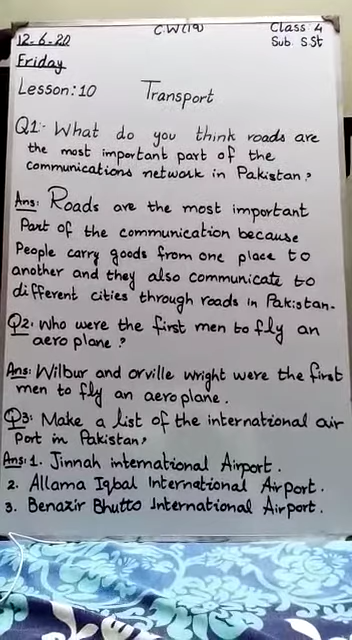 C.W(19)
Class 4
12-6-20
Sub. S.St
Friday
Lesson:10
Transport
Q1:- What do you think roads are
the most important part of the
communications network in Pakistan?
Ans: Roads are the most important
Part of the communication because
People carry goods from one place to
another and they also communicate to
different cities through roads in Pakistan.
Q2: Who were the first men to fly an
aeroplane?
Ans: Wilbur and orville wright were the first
men to fly an aeroplane.
Q3: Make a list of the international air
Port in Pakistan?
Ans: 1. Jinnah international Airport.
2. Allama Iqbal International Airport.
3. Benazir Bhutto International Airport.